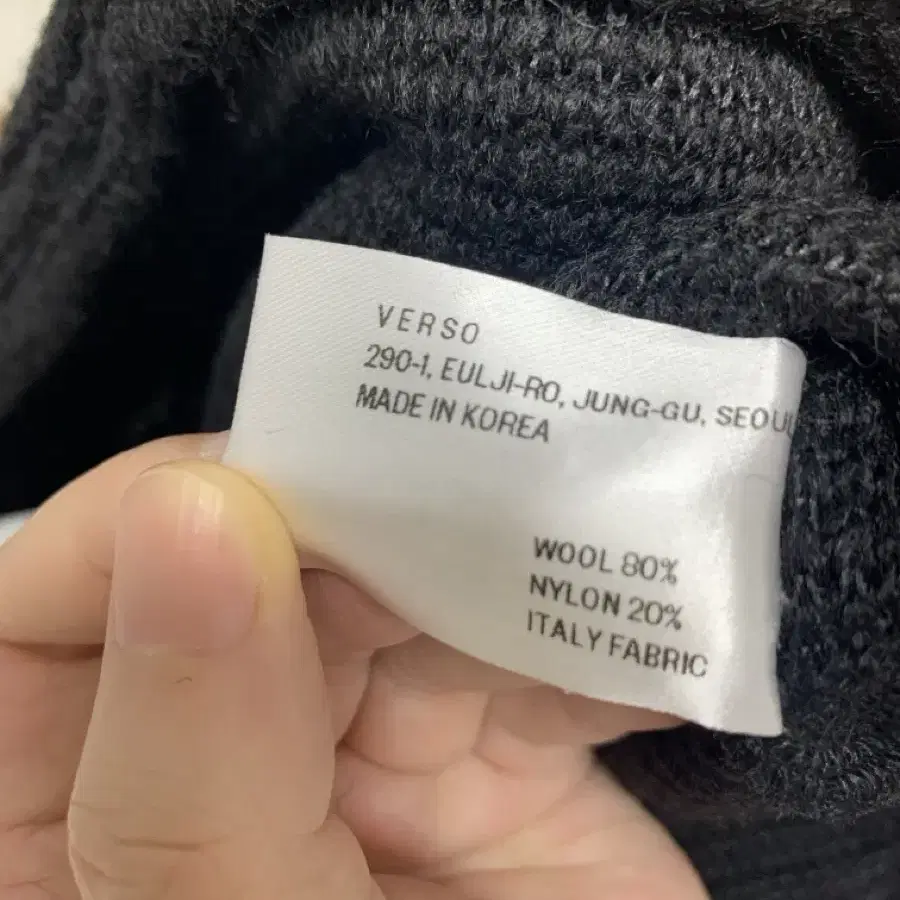 VERSO
290-1, EULJI-RO, JUNG-GU, SEOUL
MADE IN KOREA
WOOL 80%
NYLON 20%
ITALY FABRIC